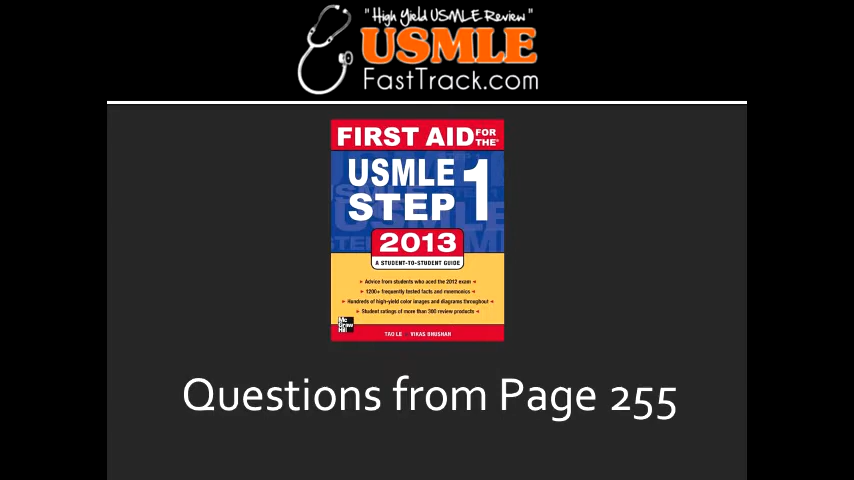 "High Yield USMLE Review"
USMLE
FastTrack.com
FIRST AID FOR THE®
USMLE
STEP 1
2013
A STUDENT-TO-STUDENT GUIDE
Advice from students who aced the 2012 exam
1200+ frequently tested facts and mnemonics
Hundreds of high-yield color images and diagrams throughout
Student ratings of more than 300 review products
Mc
Graw
Hill
TAO LE VIKAS BHUSHAN
Questions from Page 255